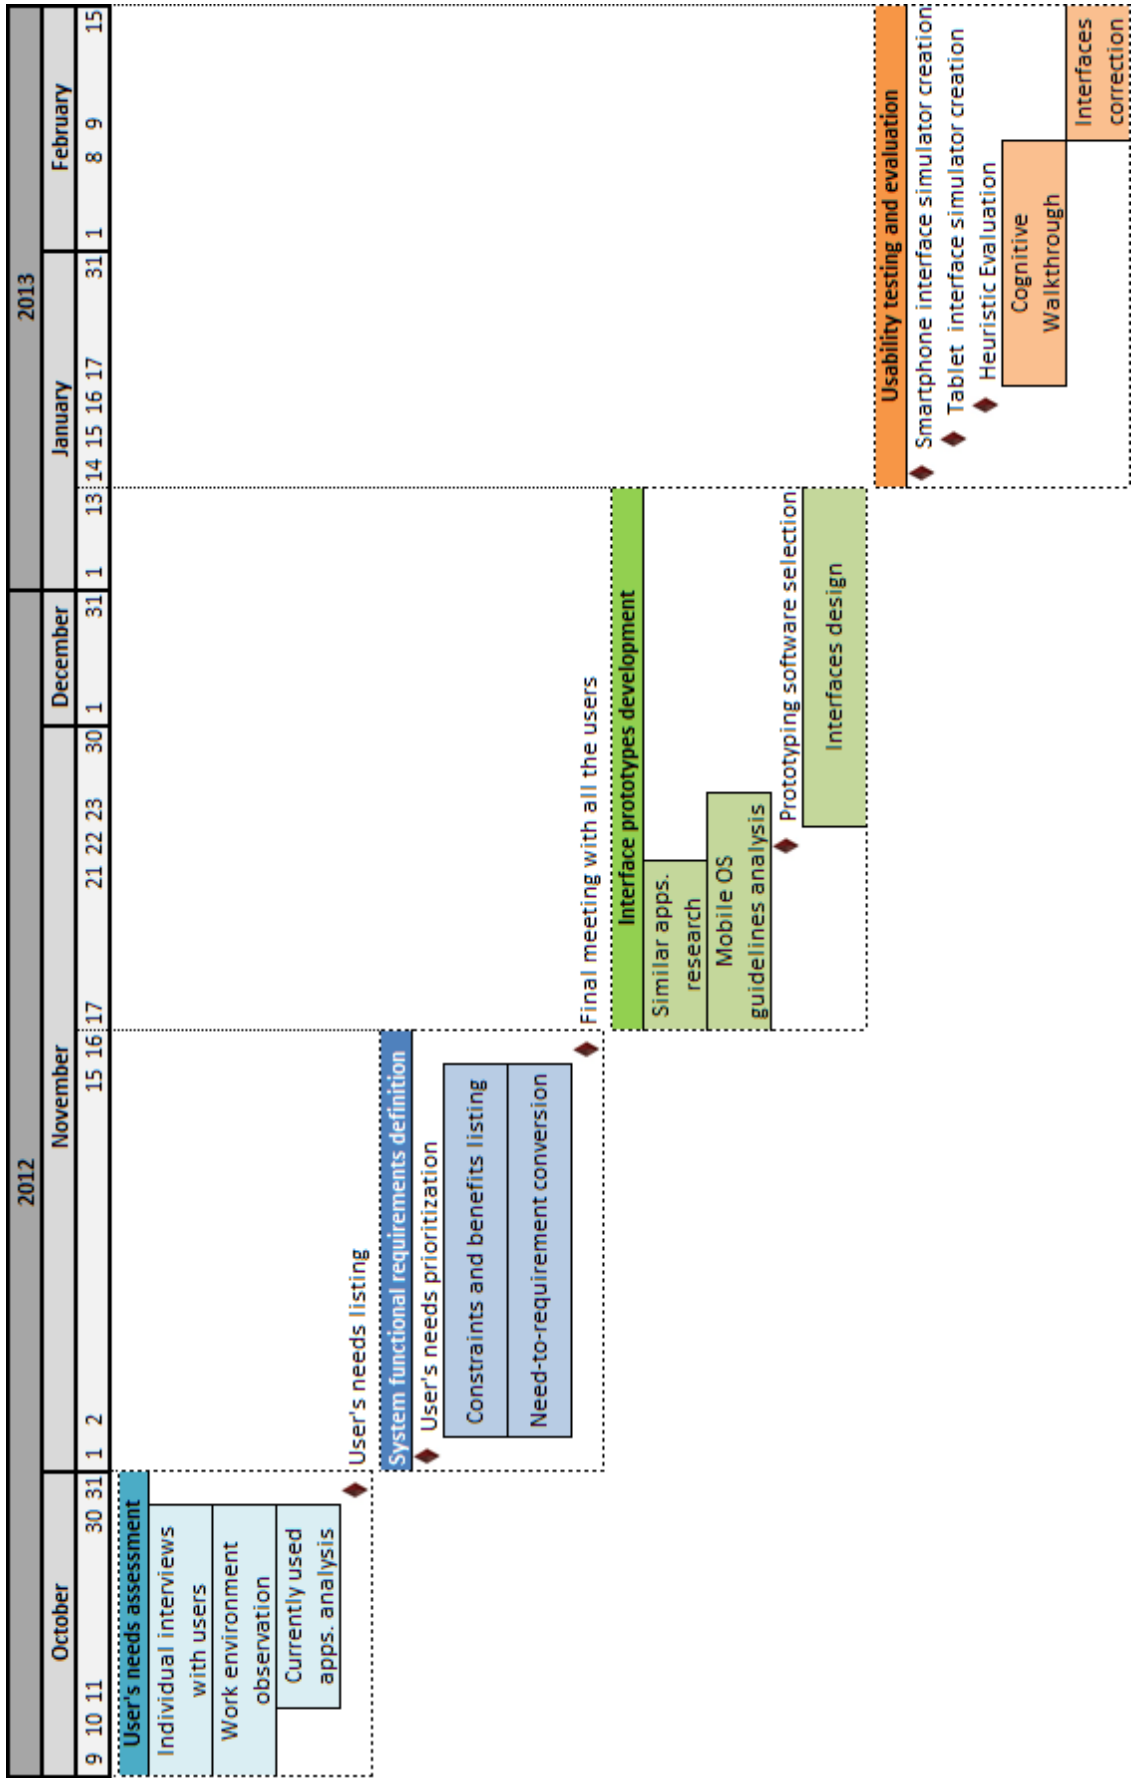 2012
2013
October
November
December
January
February
9 10 11 30 31 1 2 15 16 17 21 22 23 30 1 31 1 13 14 15 16 17 31 1 8 9 15
User's needs assessment
Individual interviews
with users
Work environment
observation
Currently used
apps. analysis
User's needs listing
System functional requirements definition
User's needs prioritization
Constraints and benefits listing
Need-to-requirement conversion
Final meeting with all the users
Interface prototypes development
Similar apps.
research
Mobile OS
guidelines analysis
Prototyping software selection
Interfaces design
Usability testing and evaluation
Smartphone interface simulator creation
Tablet interface simulator creation
Heuristic Evaluation
Cognitive
Walkthrough
Interfaces
correction